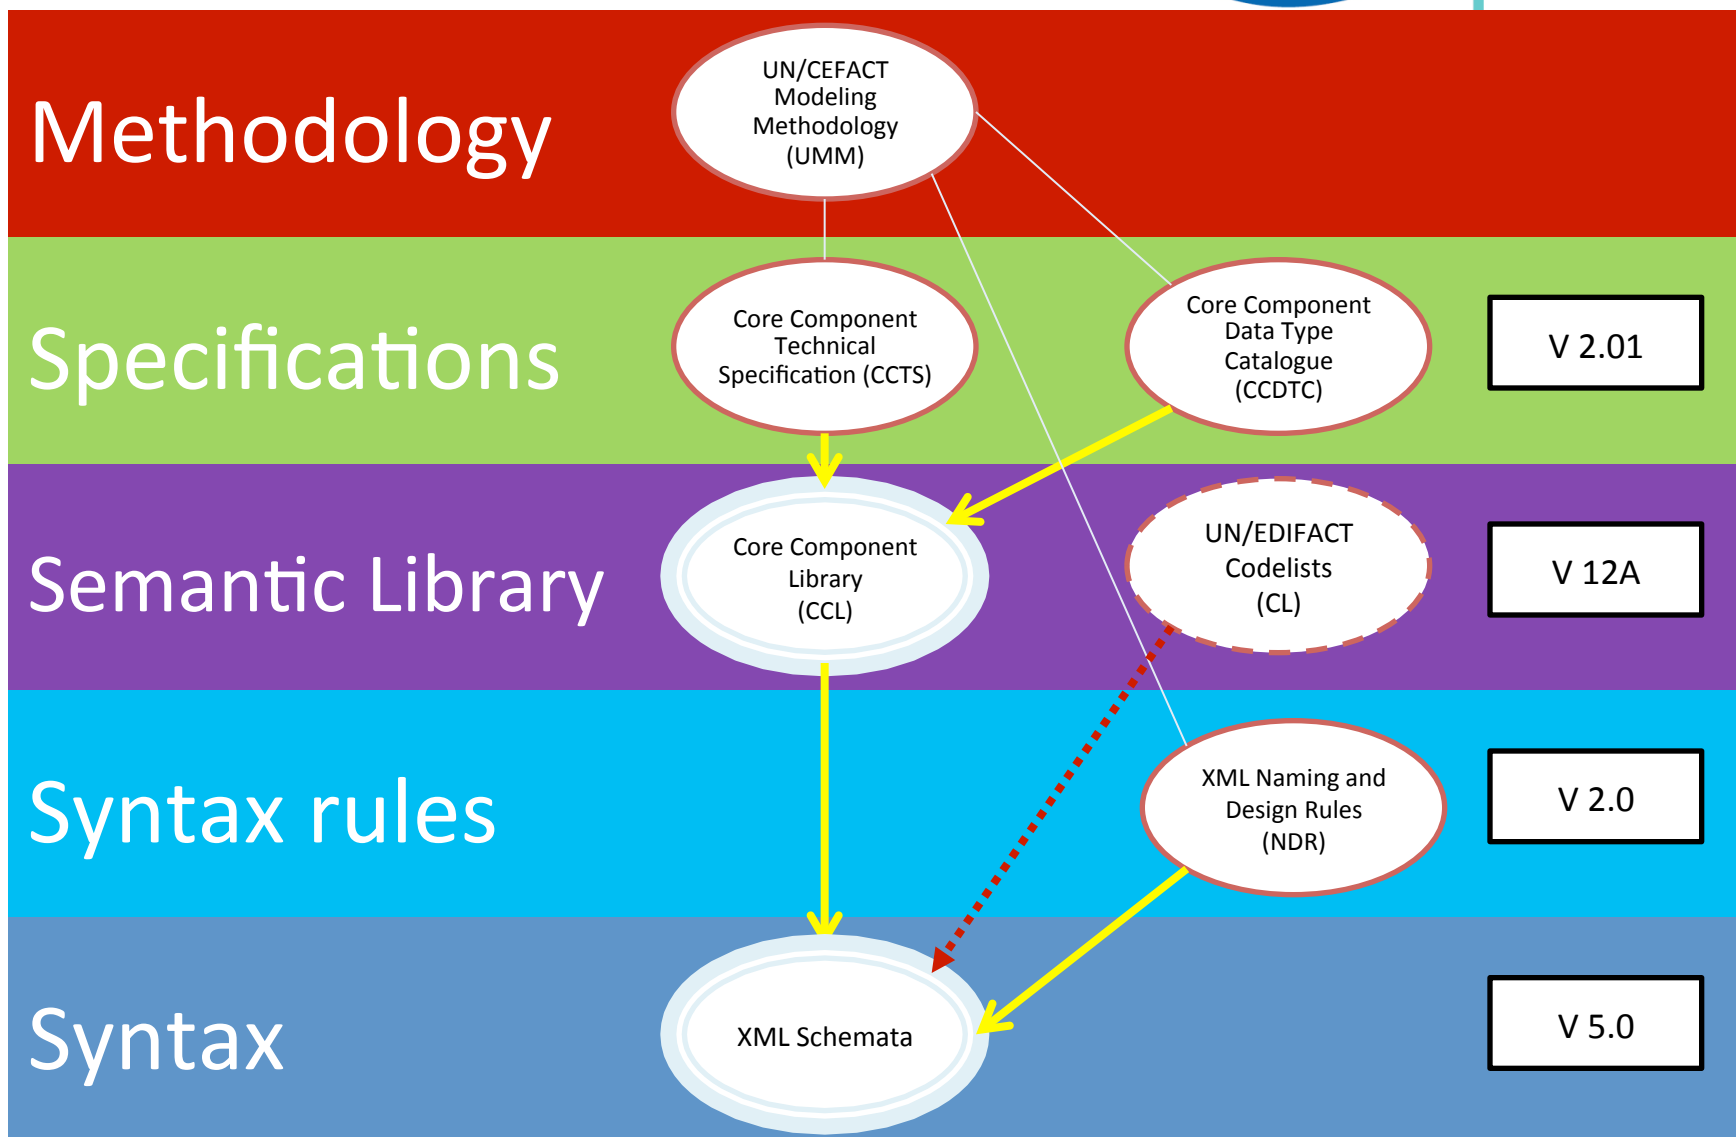 Methodology
UN/CEFACT
Modeling
Methodology
(UMM)
Specifications
Core Component
Technical
Specification (CCTS)
Core Component
Data Type
Catalogue
(CCDTC)
V 2.01
Semantic Library
Core Component
Library
(CCL)
UN/EDIFACT
Codelists
(CL)
V 12A
Syntax rules
XML Naming and
Design Rules
(NDR)
V 2.0
Syntax
XML Schemata
V 5.0